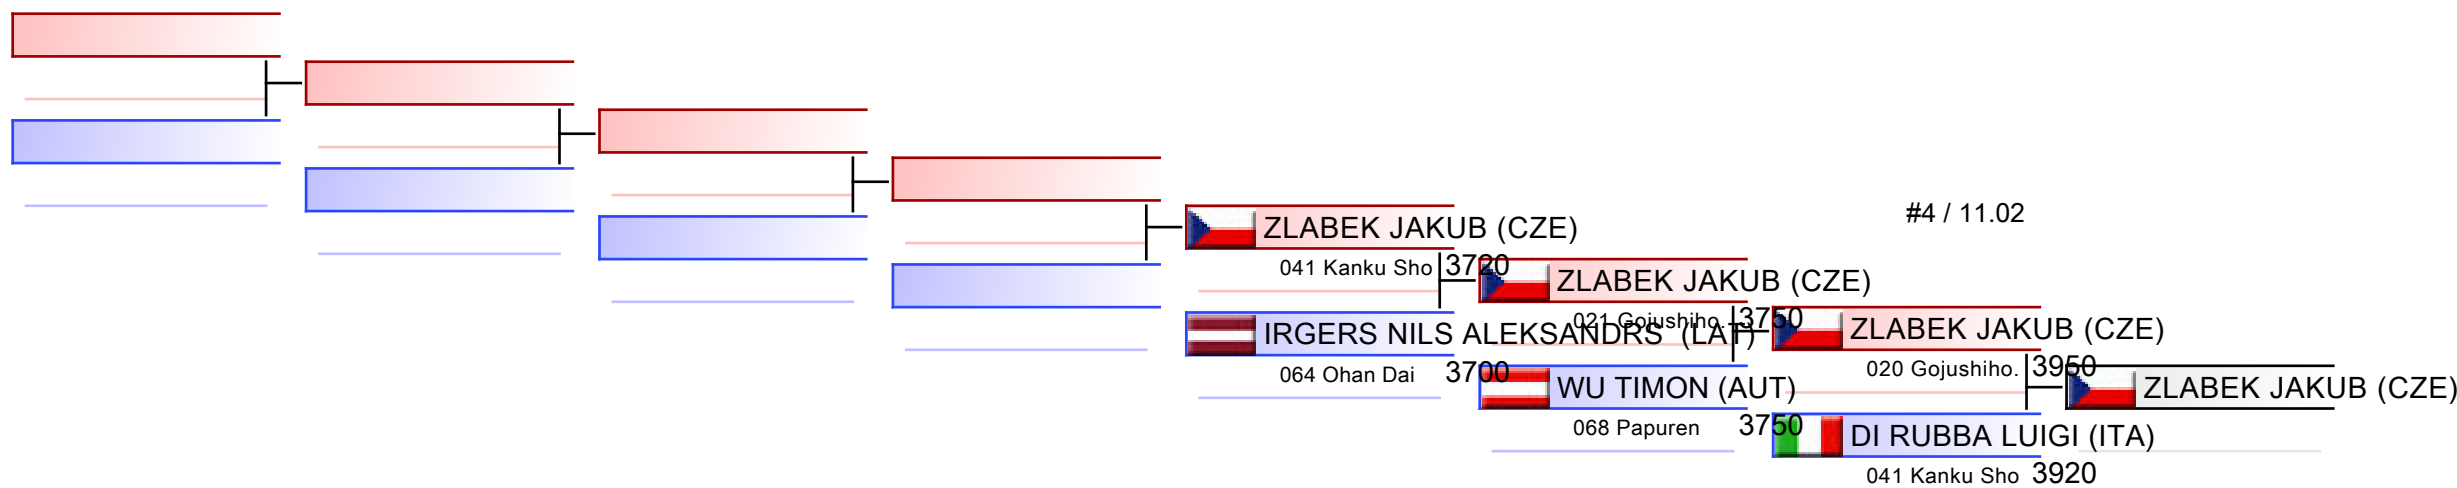 #4 / 11.02
ZLABEK JAKUB (CZE)
041 Kanku Sho 3720
IRGERS NILS ALEKSANDRS (LAT)
064 Ohan Dai 3700
ZLABEK JAKUB (CZE)
021 Gojushiho. 3750
WU TIMON (AUT)
068 Papuren 3750
ZLABEK JAKUB (CZE)
020 Gojushiho. 3950
DI RUBBA LUIGI (ITA)
041 Kanku Sho 3920
ZLABEK JAKUB (CZE)